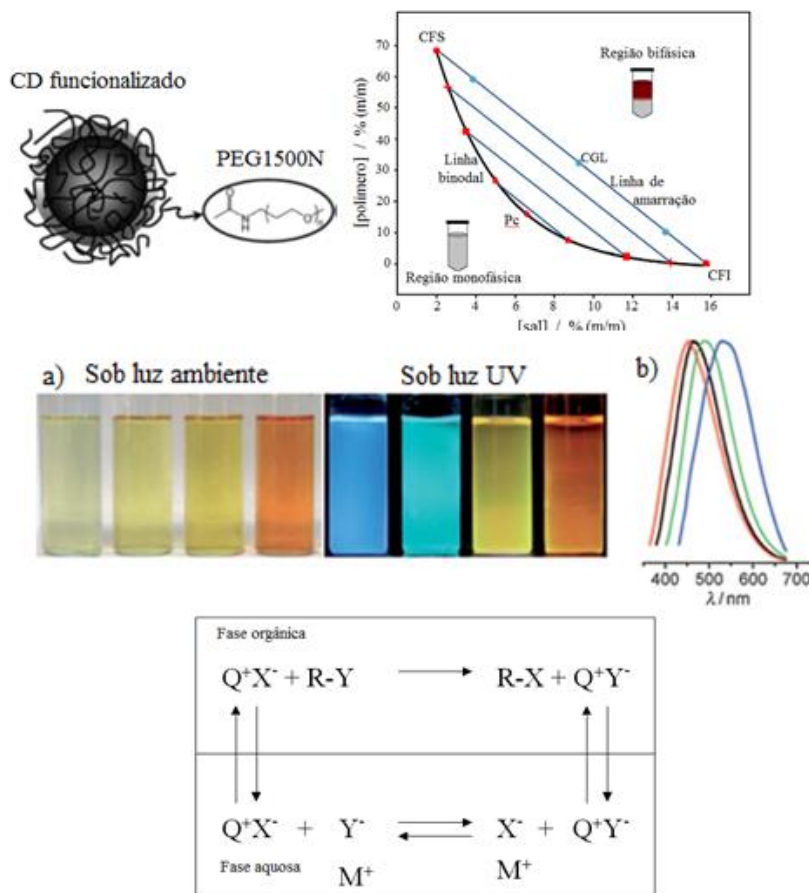 CD funcionalizado
PEG1500N
CFS
Região bifásica
CGL
Linha binodal
Linha de amarração
Pc
Região monofásica
CFI
[polímero] / % (m/m)
70
60
50
40
30
20
10
0
0 2 4 6 8 10 12 14 16
[sal] / % (m/m)
a) Sob luz ambiente Sob luz UV b)
400 500 600 700
λ/nm
Fase orgânica
Q⁺X⁻ + R-Y R-X + Q⁺Y⁻
Q⁺X⁻ + Y⁻ X⁻ + Q⁺Y⁻
Fase aquosa
M⁺ M⁺